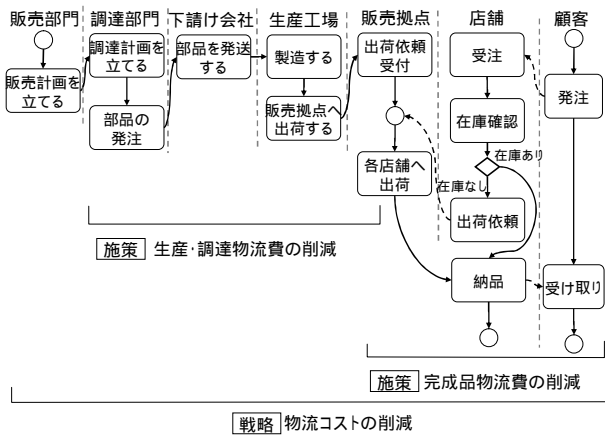 販売部門
調達部門
下請け会社
生産工場
販売拠点
店舗
顧客
販売計画を
立てる
調達計画を
立てる
部品の
発注
部品を発送
する
製造する
販売拠点へ
出荷する
出荷依頼
受付
各店舗へ
出荷
受注
在庫確認
在庫あり
在庫なし
出荷依頼
納品
発注
受け取り
施策 生産・調達物流費の削減
施策 完成品物流費の削減
戦略 物流コストの削減